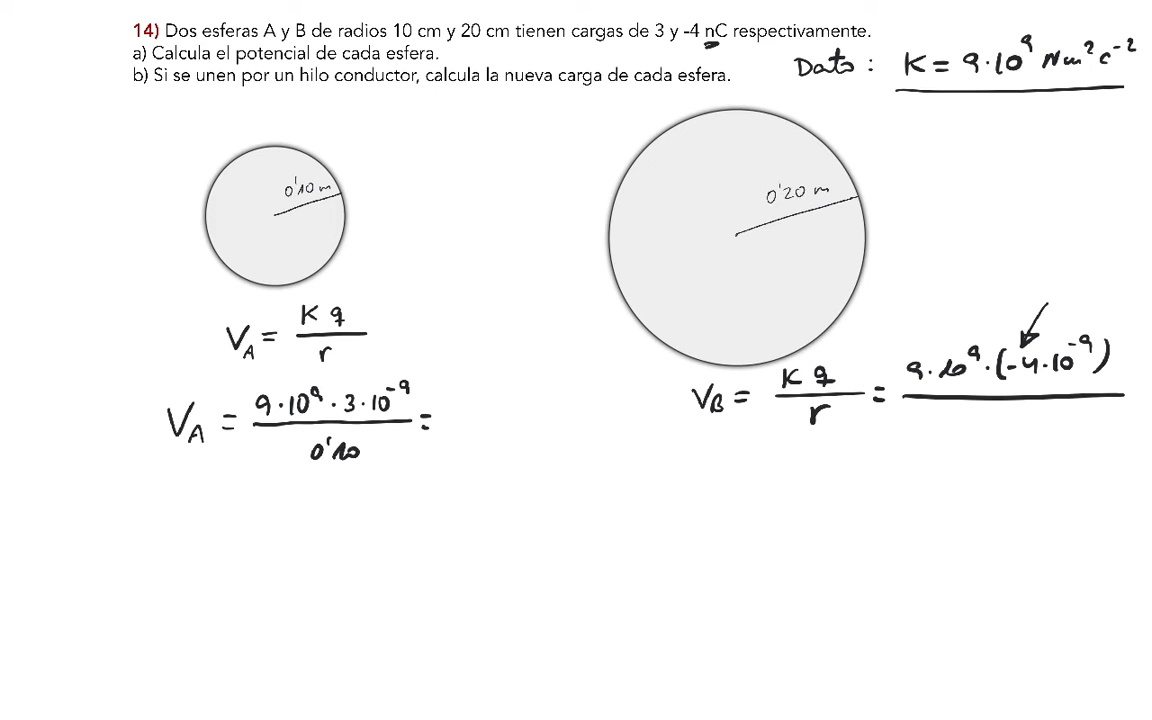 14) Dos esferas A y B de radios 10 cm y 20 cm tienen cargas de 3 y -4 nC respectivamente.
a) Calcula el potencial de cada esfera.
b) Si se unen por un hilo conductor, calcula la nueva carga de cada esfera.
Dato : K = 9·10⁹ Nm²C⁻²
0'10 m
0'20 m
V_A = K q / r
V_A = 9·10⁹ · 3·10⁻⁹ / 0'10 =
V_B = K q / r = 9·10⁹·(-4·10⁻⁹)